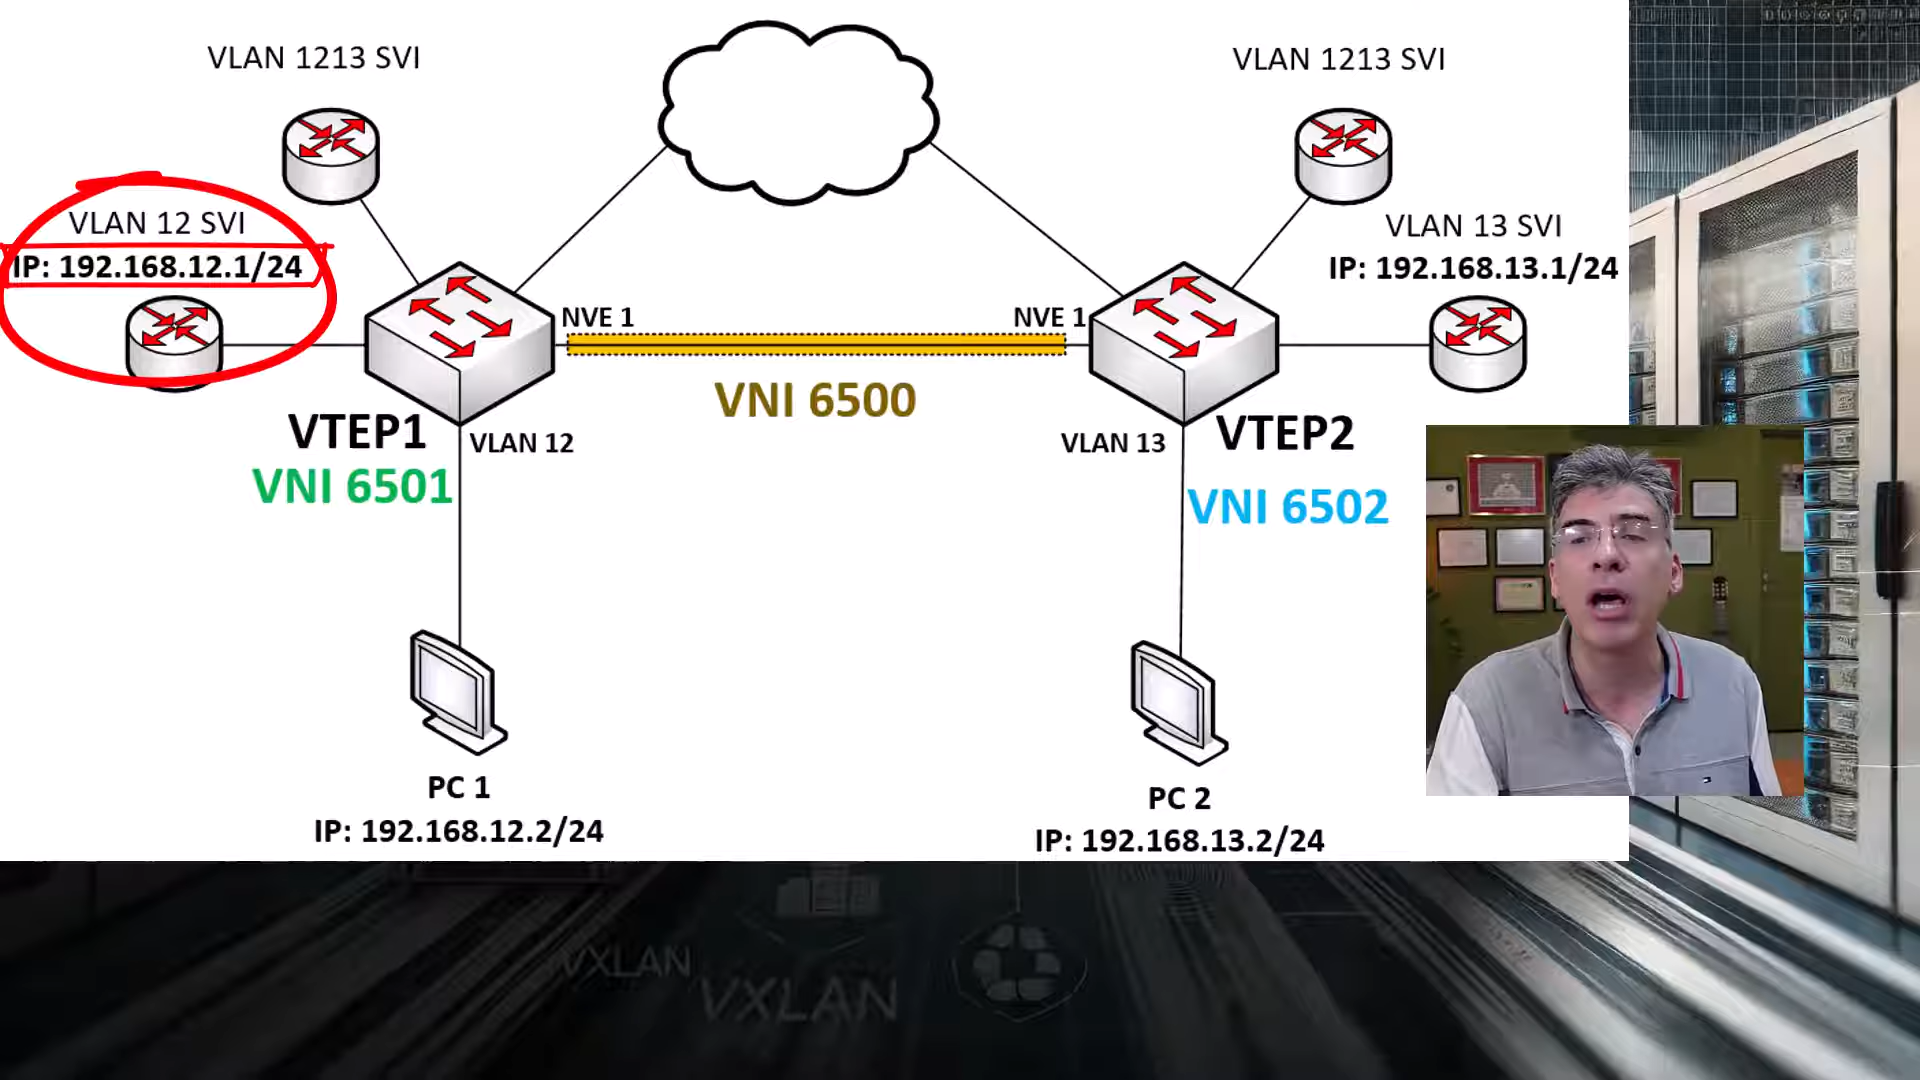 VLAN 1213 SVI
VLAN 1213 SVI
VLAN 12 SVI
IP: 192.168.12.1/24
VLAN 13 SVI
IP: 192.168.13.1/24
NVE 1
NVE 1
VNI 6500
VTEP1
VLAN 12
VNI 6501
VLAN 13
VTEP2
VNI 6502
PC 1
IP: 192.168.12.2/24
PC 2
IP: 192.168.13.2/24
VXLAN
VXLAN